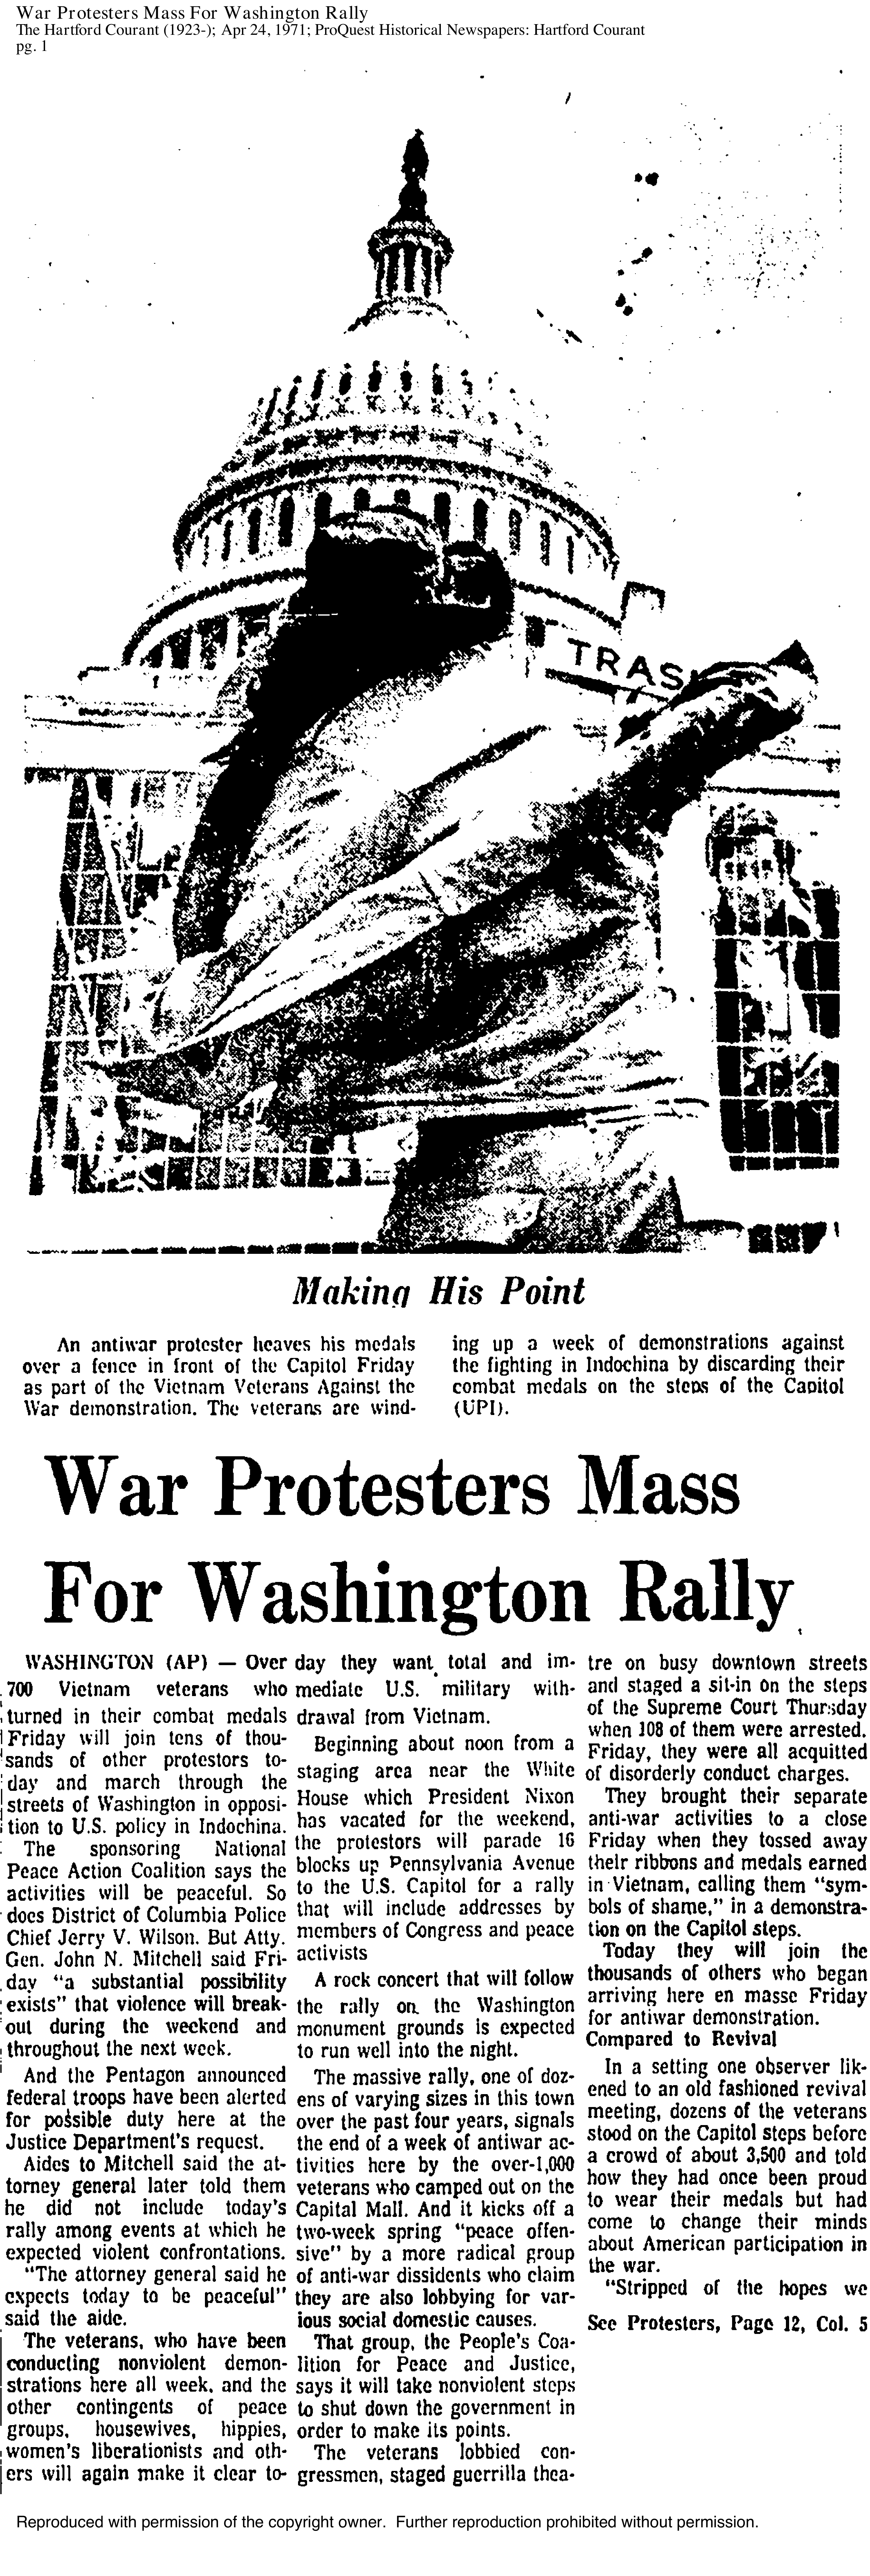 War Protesters Mass For Washington Rally
The Hartford Courant (1923-); Apr 24, 1971; ProQuest Historical Newspapers: Hartford Courant
pg. 1
TRAS
Making His Point
An antiwar protester heaves his medals
over a fence in front of the Capitol Friday
as part of the Vietnam Veterans Against the
War demonstration. The veterans are wind-
ing up a week of demonstrations against
the fighting in Indochina by discarding their
combat medals on the steps of the Capitol
(UPI).
War Protesters Mass
For Washington Rally
WASHINGTON (AP) — Over
700 Vietnam veterans who
turned in their combat medals
Friday will join tens of thou-
sands of other protestors to-
day and march through the
streets of Washington in opposi-
tion to U.S. policy in Indochina.
The sponsoring National
Peace Action Coalition says the
activities will be peaceful. So
does District of Columbia Police
Chief Jerry V. Wilson. But Atty.
Gen. John N. Mitchell said Fri-
day "a substantial possibility
exists" that violence will break-
out during the weekend and
throughout the next week.
And the Pentagon announced
federal troops have been alerted
for possible duty here at the
Justice Department's request.
Aides to Mitchell said the at-
torney general later told them
he did not include today's
rally among events at which he
expected violent confrontations.
"The attorney general said he
expects today to be peaceful"
said the aide.
The veterans, who have been
conducting nonviolent demon-
strations here all week, and the
other contingents of peace
groups, housewives, hippies,
women's liberationists and oth-
ers will again make it clear to-
day they want total and im-
mediate U.S. military with-
drawal from Vietnam.
Beginning about noon from a
staging area near the White
House which President Nixon
has vacated for the weekend,
the protestors will parade 16
blocks up Pennsylvania Avenue
to the U.S. Capitol for a rally
that will include addresses by
members of Congress and peace
activists
A rock concert that will follow
the rally on the Washington
monument grounds is expected
to run well into the night.
The massive rally, one of doz-
ens of varying sizes in this town
over the past four years, signals
the end of a week of antiwar ac-
tivities here by the over-1,000
veterans who camped out on the
Capital Mall. And it kicks off a
two-week spring "peace offen-
sive" by a more radical group
of anti-war dissidents who claim
they are also lobbying for var-
ious social domestic causes.
That group, the People's Coa-
lition for Peace and Justice,
says it will take nonviolent steps
to shut down the government in
order to make its points.
The veterans lobbied con-
gressmen, staged guerrilla thea-
tre on busy downtown streets
and staged a sit-in on the steps
of the Supreme Court Thursday
when 108 of them were arrested.
Friday, they were all acquitted
of disorderly conduct charges.
They brought their separate
anti-war activities to a close
Friday when they tossed away
their ribbons and medals earned
in Vietnam, calling them "sym-
bols of shame," in a demonstra-
tion on the Capitol steps.
Today they will join the
thousands of others who began
arriving here en masse Friday
for antiwar demonstration.
Compared to Revival
In a setting one observer lik-
ened to an old fashioned revival
meeting, dozens of the veterans
stood on the Capitol steps before
a crowd of about 3,500 and told
how they had once been proud
to wear their medals but had
come to change their minds
about American participation in
the war.
"Stripped of the hopes we
See Protesters, Page 12, Col. 5
Reproduced with permission of the copyright owner. Further reproduction prohibited without permission.